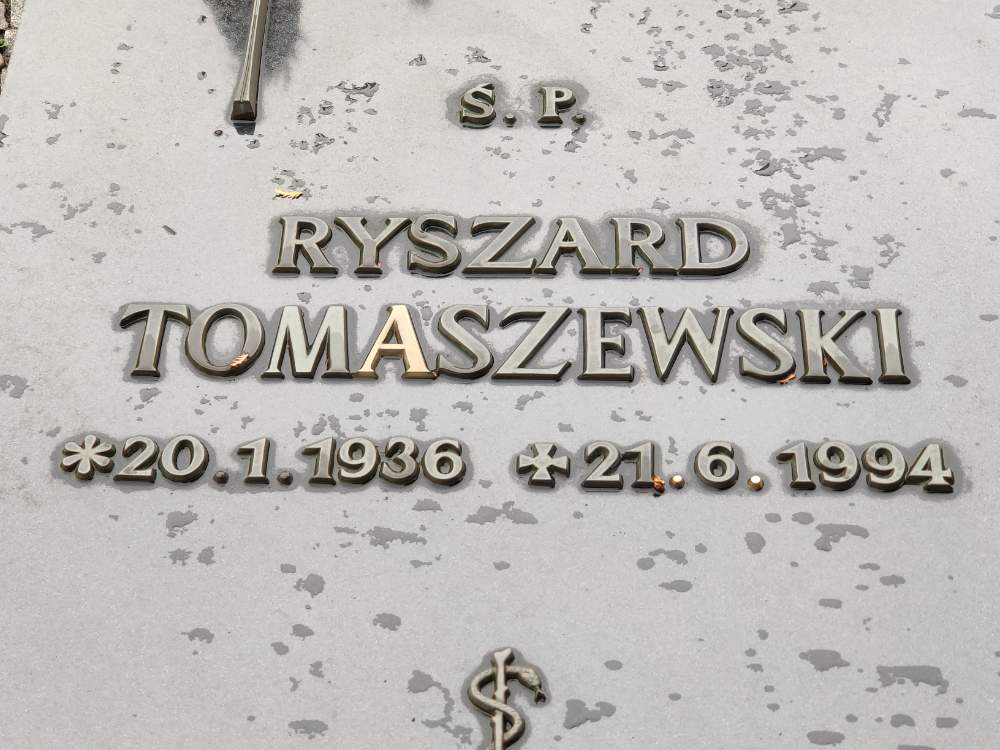 Ś. P.
RYSZARD
TOMASZEWSKI
*20.1.1936 ✠21.6.1994